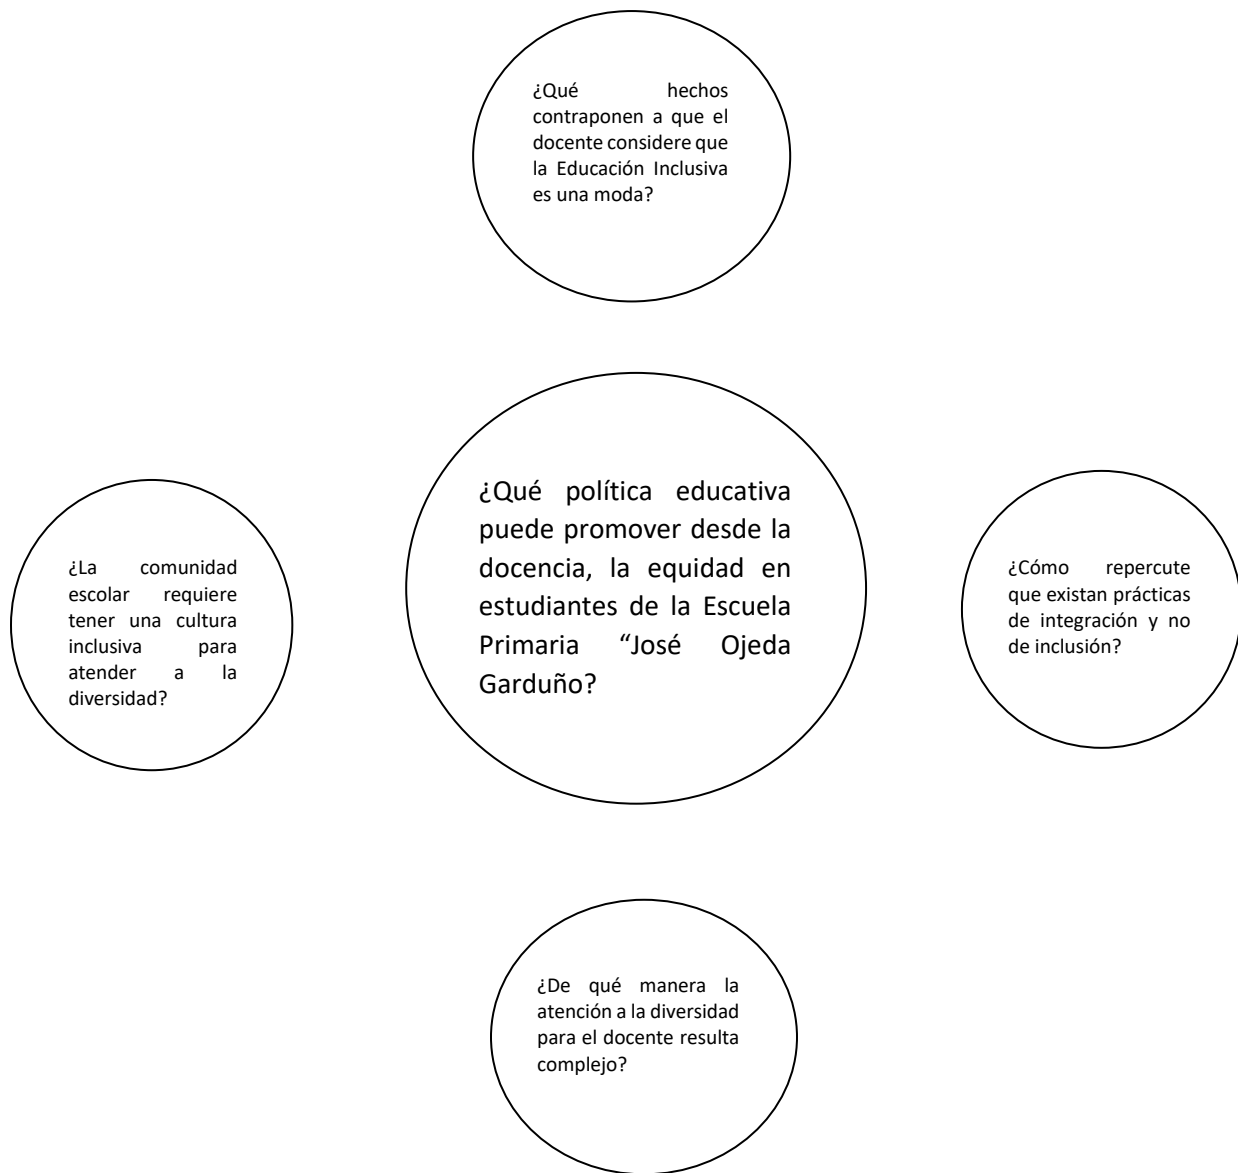 ¿Qué hechos
contraponen a que el
docente considere que
la Educación Inclusiva
es una moda?
¿Qué política educativa
puede promover desde la
docencia, la equidad en
estudiantes de la Escuela
Primaria “José Ojeda
Garduño?
¿La comunidad
escolar requiere
tener una cultura
inclusiva para
atender a la
diversidad?
¿Cómo repercute
que existan prácticas
de integración y no
de inclusión?
¿De qué manera la
atención a la diversidad
para el docente resulta
complejo?